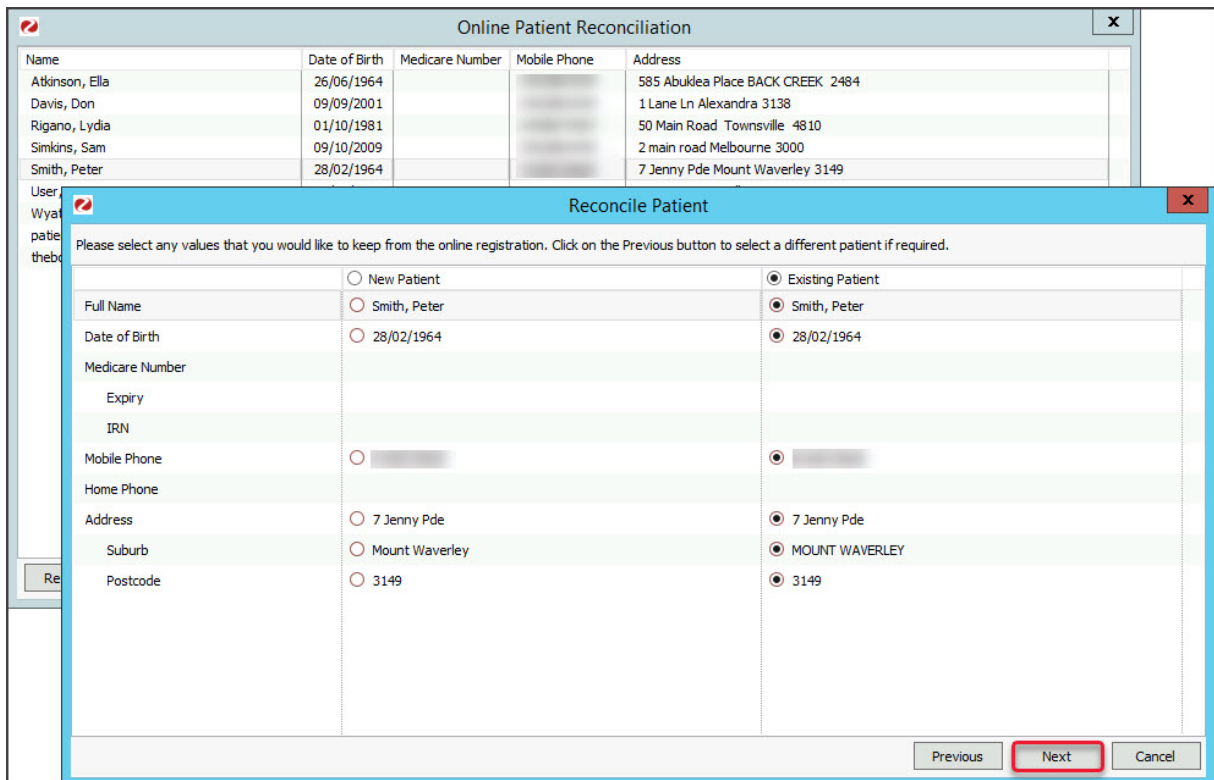 Online Patient Reconciliation
x
Name Date of Birth Medicare Number Mobile Phone Address
Atkinson, Ella 26/06/1964 585 Abuklea Place BACK CREEK 2484
Davis, Don 09/09/2001 1 Lane Ln Alexandra 3138
Rigano, Lydia 01/10/1981 50 Main Road Townsville 4810
Simkins, Sam 09/10/2009 2 main road Melbourne 3000
Smith, Peter 28/02/1964 7 Jenny Pde Mount Waverley 3149
User,
Reconcile Patient
x
Please select any values that you would like to keep from the online registration. Click on the Previous button to select a different patient if required.
New Patient Existing Patient
Full Name Smith, Peter Smith, Peter
Date of Birth 28/02/1964 28/02/1964
Medicare Number
Expiry
IRN
Mobile Phone
Home Phone
Address 7 Jenny Pde 7 Jenny Pde
Suburb Mount Waverley MOUNT WAVERLEY
Postcode 3149 3149
Previous Next Cancel